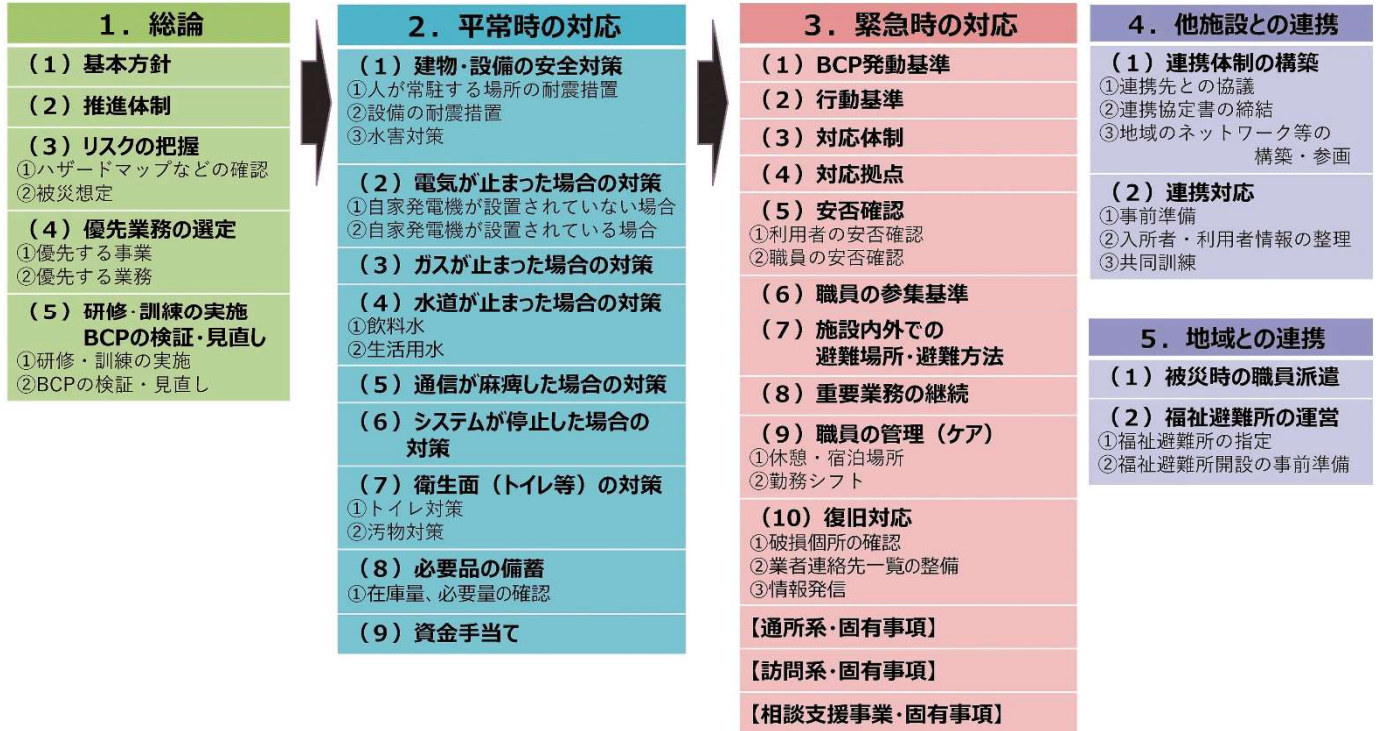 1．総論
（1）基本方針
（2）推進体制
（3）リスクの把握
①ハザードマップなどの確認
②被災想定
（4）優先業務の選定
①優先する事業
②優先する業務
（5）研修・訓練の実施
BCPの検証・見直し
①研修・訓練の実施
②BCPの検証・見直し
2．平常時の対応
（1）建物・設備の安全対策
①人が常駐する場所の耐震措置
②設備の耐震措置
③水害対策
（2）電気が止まった場合の対策
①自家発電機が設置されていない場合
②自家発電機が設置されている場合
（3）ガスが止まった場合の対策
（4）水道が止まった場合の対策
①飲料水
②生活用水
（5）通信が麻痺した場合の対策
（6）システムが停止した場合の
対策
（7）衛生面（トイレ等）の対策
①トイレ対策
②汚物対策
（8）必要品の備蓄
①在庫量、必要量の確認
（9）資金手当て
3．緊急時の対応
（1）BCP発動基準
（2）行動基準
（3）対応体制
（4）対応拠点
（5）安否確認
①利用者の安否確認
②職員の安否確認
（6）職員の参集基準
（7）施設内外での
避難場所・避難方法
（8）重要業務の継続
（9）職員の管理（ケア）
①休憩・宿泊場所
②勤務シフト
（10）復旧対応
①破損個所の確認
②業者連絡先一覧の整備
③情報発信
【通所系・固有事項】
【訪問系・固有事項】
【相談支援事業・固有事項】
4．他施設との連携
（1）連携体制の構築
①連携先との協議
②連携協定書の締結
③地域のネットワーク等の
構築・参画
（2）連携対応
①事前準備
②入所者・利用者情報の整理
③共同訓練
5．地域との連携
（1）被災時の職員派遣
（2）福祉避難所の運営
①福祉避難所の指定
②福祉避難所開設の事前準備